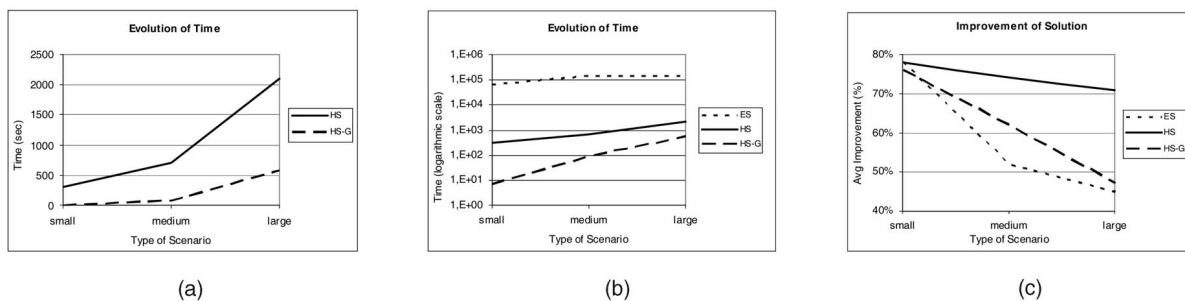 Evolution of Time
2500
2000
1500
1000
500
0
Time (sec)
small medium large
Type of Scenario
HS
HS-G
(a)
Evolution of Time
1,E+06
1,E+05
1,E+04
1,E+03
1,E+02
1,E+01
1,E+00
Time (logarithmic scale)
small medium large
Type of Scenario
ES
HS
HS-G
(b)
Improvement of Solution
80%
70%
60%
50%
40%
Avg Improvement (%)
small medium large
Type of Scenario
ES
HS
HS-G
(c)